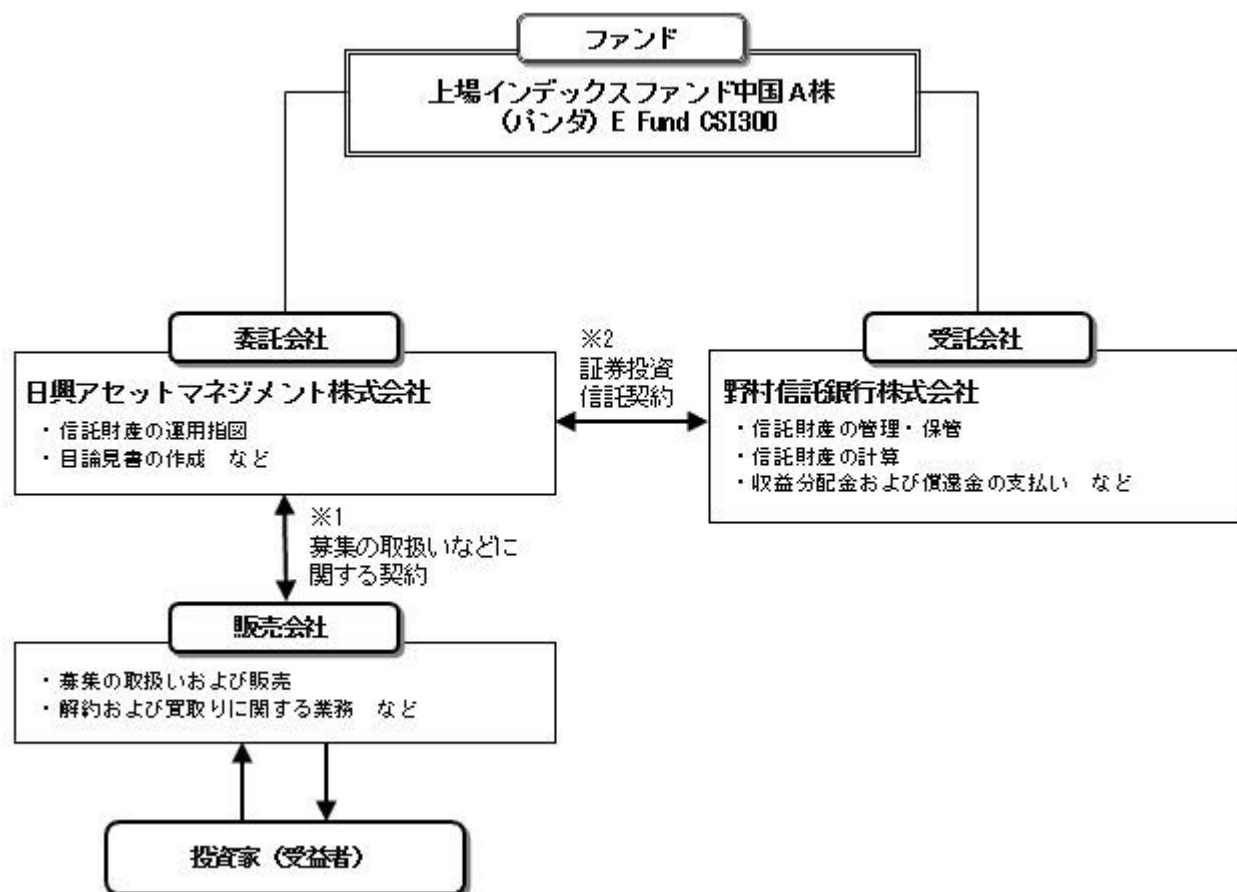 ファンド
上場インデックスファンド中国A株
(パンダ) E Fund CSI300
委託会社
日興アセットマネジメント株式会社
・信託財産の運用指図
・目論見書の作成 など
※2
証券投資
信託契約
受託会社
野村信託銀行株式会社
・信託財産の管理・保管
・信託財産の計算
・収益分配金および償還金の支払い など
※1
募集の取扱いなどに
関する契約
販売会社
・募集の取扱いおよび販売
・解約および買取りに関する業務 など
投資家(受益者)